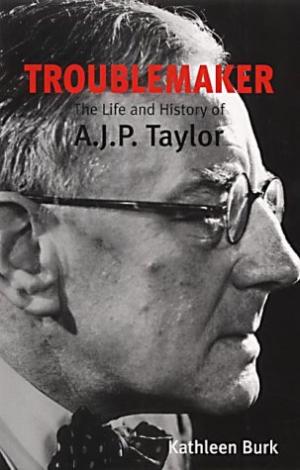 TROUBLEMAKER
The Life and History of
A.J.P. Taylor
Kathleen Burk